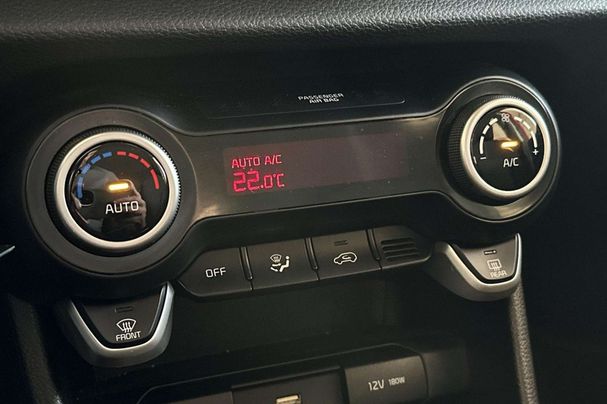 PASSENGER
AIR BAG
AUTO A/C
22.0°C
AUTO
- +
A/C
OFF
FRONT
REAR
12V 180W